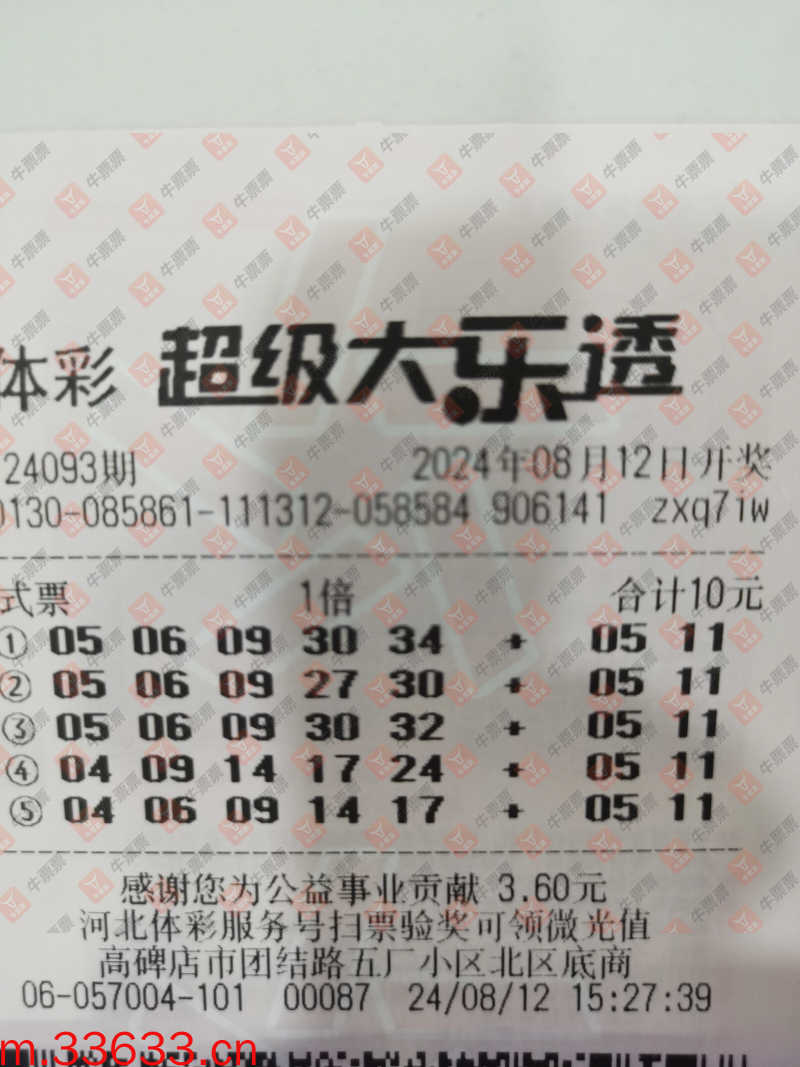 体彩 超级大乐透
24093期 2024年08月12日开奖
0130-085861-111312-058584 906141 zxq7iw
式票 1倍 合计10元
① 05 06 09 30 34 + 05 11
② 05 06 09 27 30 + 05 11
③ 05 06 09 30 32 + 05 11
④ 04 09 14 17 24 + 05 11
⑤ 04 06 09 14 17 + 05 11
感谢您为公益事业贡献 3.60元
河北体彩服务号扫票验奖可领微光值
高碑店市团结路五厂小区北区底商
06-057004-101 00087 24/08/12 15:27:39
m.33633.cn
牛票票